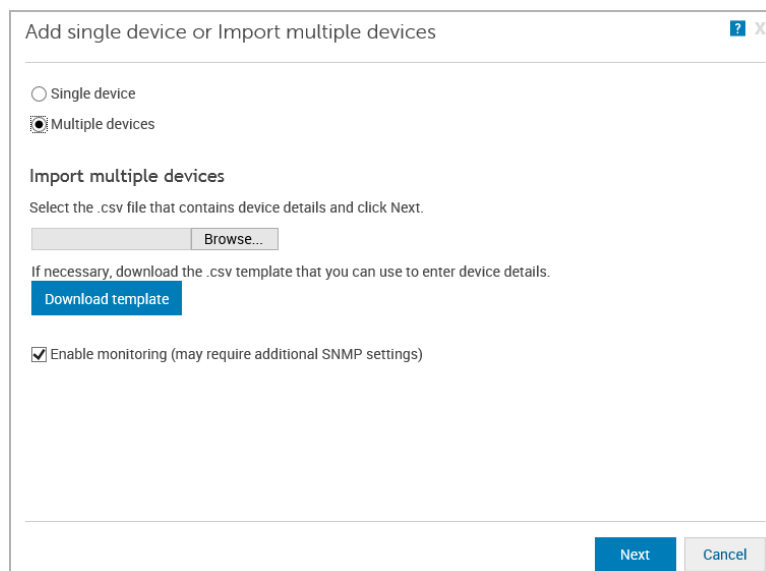 Add single device or Import multiple devices
? X
Single device
Multiple devices
Import multiple devices
Select the .csv file that contains device details and click Next.
Browse...
If necessary, download the .csv template that you can use to enter device details.
Download template
Enable monitoring (may require additional SNMP settings)
Next Cancel